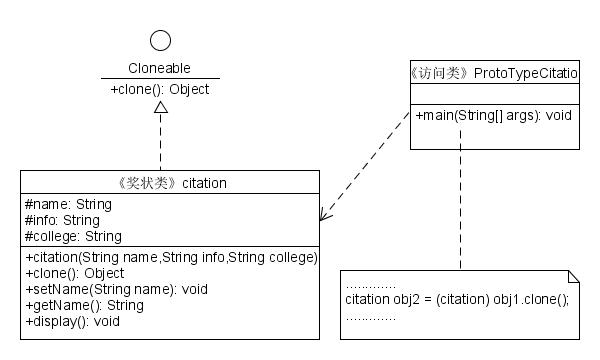 Cloneable
+clone(): Object
《访问类》ProtoTypeCitatio
+main(String[] args): void
《奖状类》citation
#name: String
#info: String
#college: String
+citation(String name,String info,String college)
+clone(): Object
+setName(String name): void
+getName(): String
+display(): void
.............
citation obj2 = (citation) obj1.clone();
.............